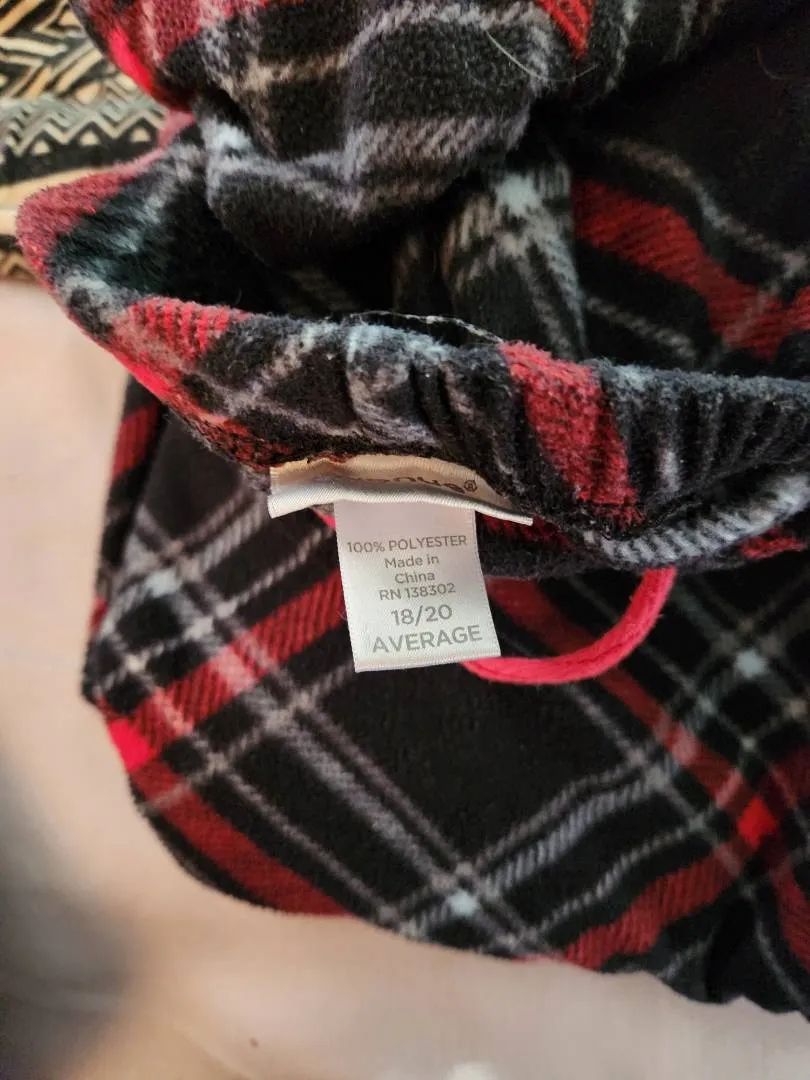 100% POLYESTER
Made in
China
RN 138302
18/20
AVERAGE